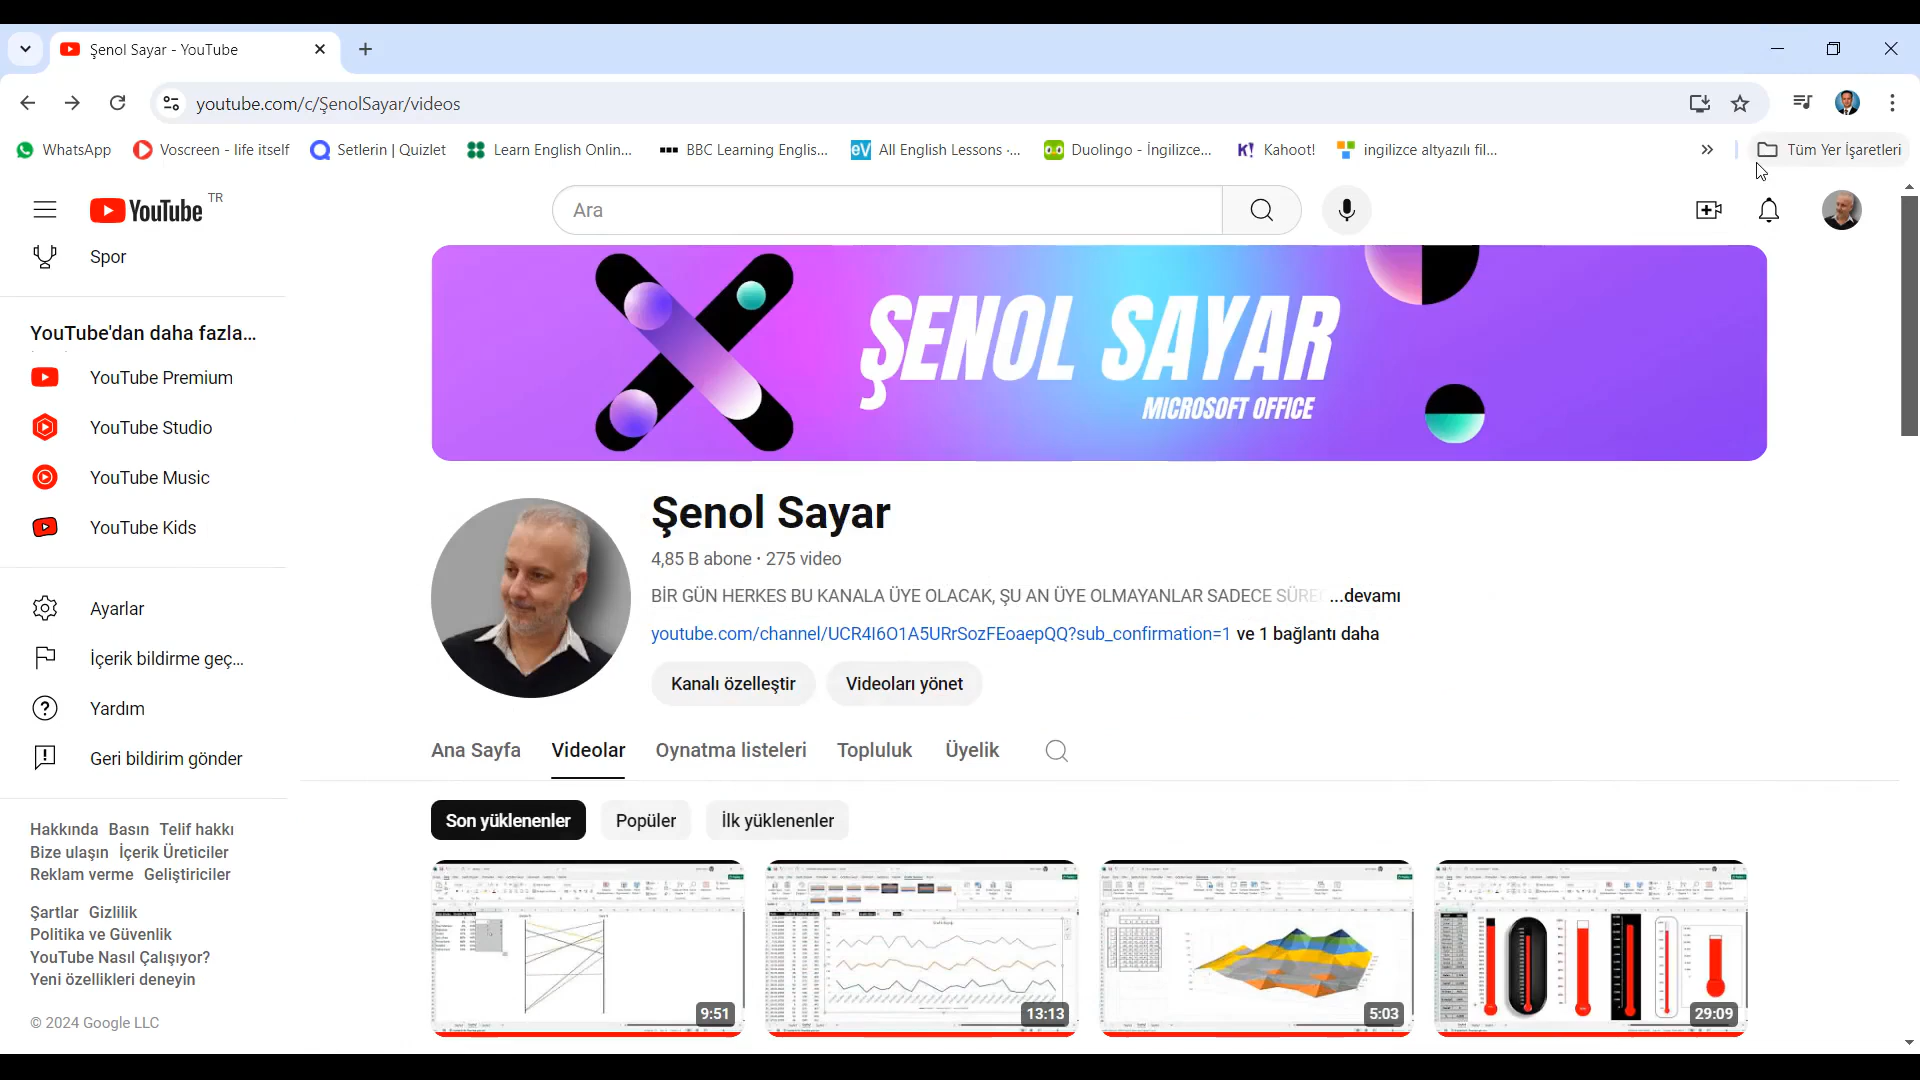 Şenol Sayar - YouTube
youtube.com/c/ŞenolSayar/videos
WhatsApp
Voscreen - life itself
Setlerin | Quizlet
Learn English Onlin...
BBC Learning Englis...
All English Lessons -...
Duolingo - İngilizce...
K!
Kahoot!
ingilizce altyazılı fil...
Tüm Yer İşaretleri
YouTube TR
Ara
Spor
YouTube'dan daha fazla...
YouTube Premium
YouTube Studio
YouTube Music
YouTube Kids
Ayarlar
İçerik bildirme geç...
Yardım
Geri bildirim gönder
Hakkında Basın Telif hakkı
Bize ulaşın İçerik Üreticiler
Reklam verme Geliştiriciler
Şartlar Gizlilik
Politika ve Güvenlik
YouTube Nasıl Çalışıyor?
Yeni özellikleri deneyin
© 2024 Google LLC
ŞENOL SAYAR
MICROSOFT OFFICE
Şenol Sayar
4,85 B abone · 275 video
BİR GÜN HERKES BU KANALA ÜYE OLACAK, ŞU AN ÜYE OLMAYANLAR SADECE ...devamı
youtube.com/channel/UCR4I6O1A5URrSozFEoaepQQ?sub_confirmation=1 ve 1 bağlantı daha
Kanalı özelleştir
Videoları yönet
Ana Sayfa
Videolar
Oynatma listeleri
Topluluk
Üyelik
Son yüklenenler
Popüler
İlk yüklenenler
9:51
13:13
5:03
29:09